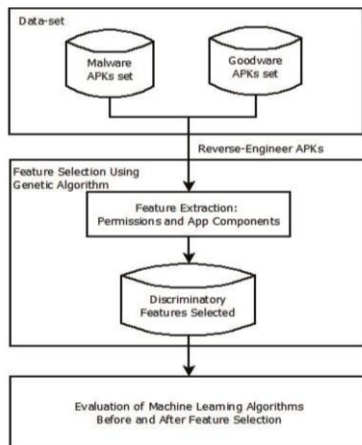 Data-set
Malware
APKs set
Goodware
APKs set
Reverse-Engineer APKs
Feature Selection Using
Genetic Algorithm
Feature Extraction:
Permissions and App Components
Discriminatory
Features Selected
Evaluation of Machine Learning Algorithms
Before and After Feature Selection